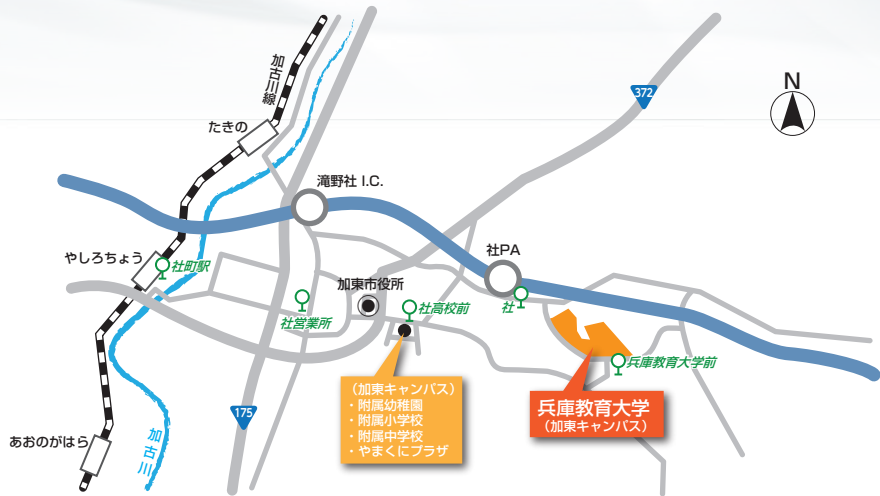 加古川線
372
N
たきの
滝野社 I.C.
やしろちょう
社町駅
社PA
加東市役所
社営業所
社高校前
社
兵庫教育大学前
(加東キャンパス)
・附属幼稚園
・附属小学校
・附属中学校
・やまくにプラザ
兵庫教育大学
(加東キャンパス)
175
あおのがはら
加古川